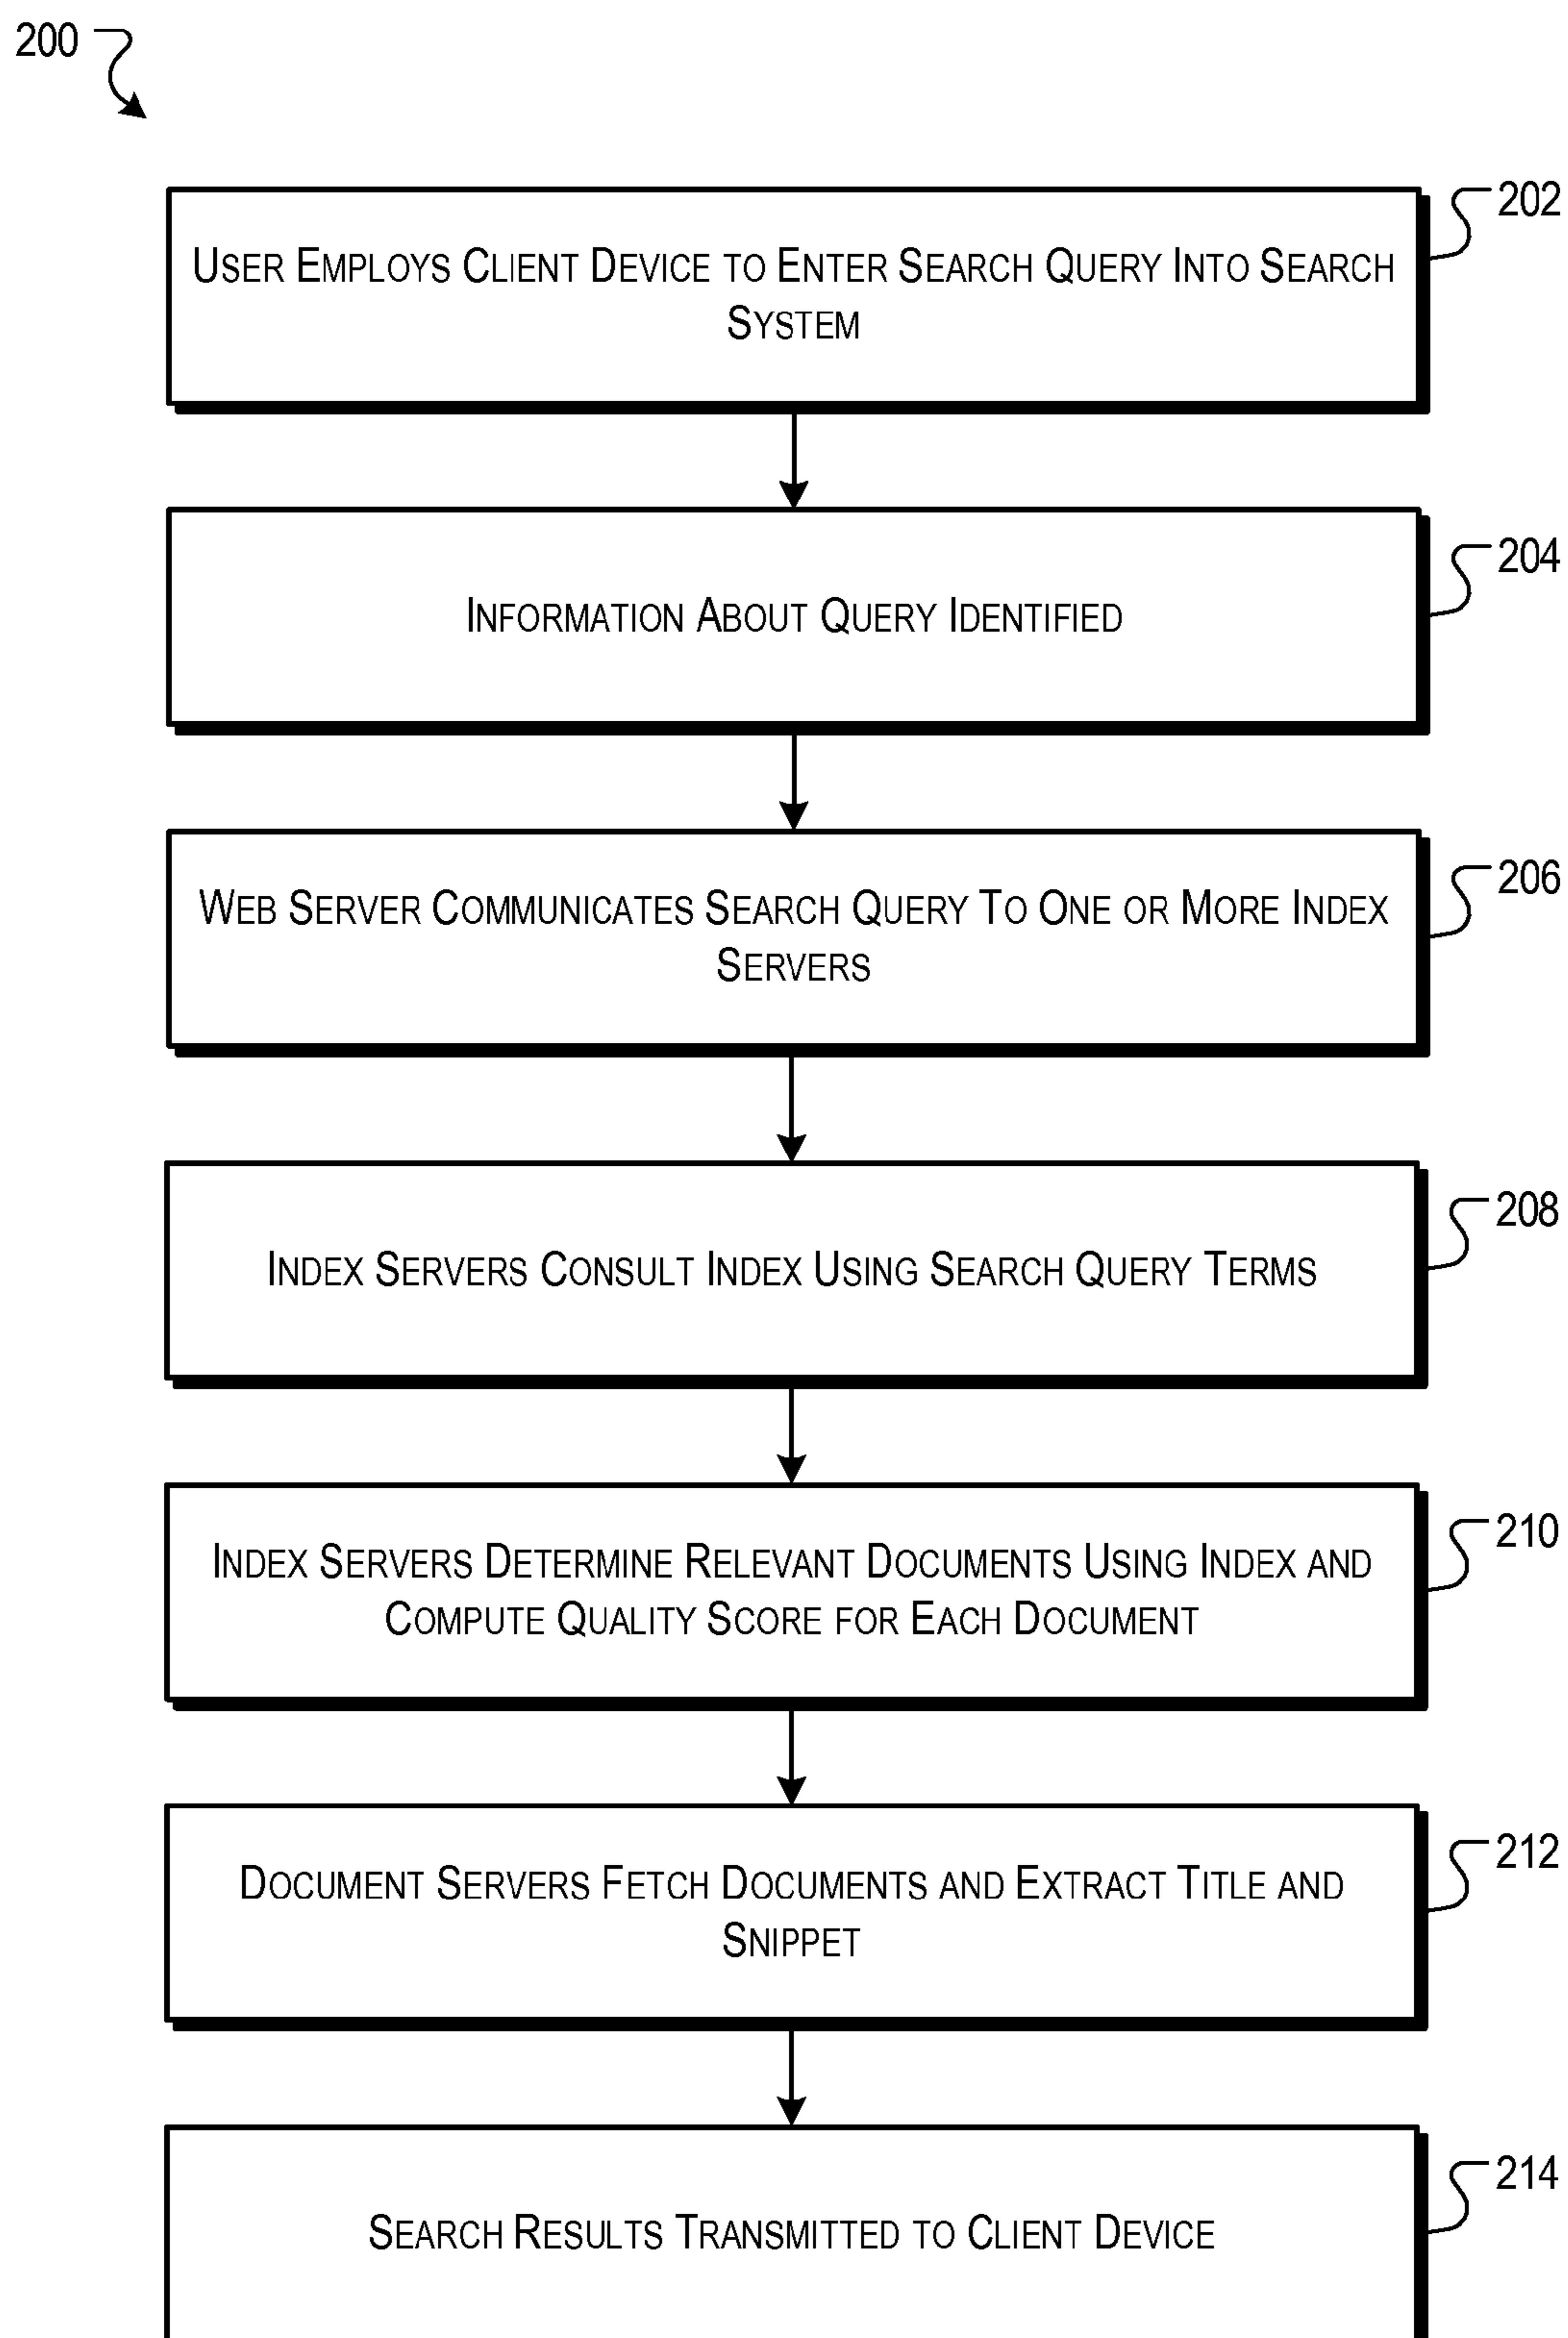 200
202
USER EMPLOYS CLIENT DEVICE TO ENTER SEARCH QUERY INTO SEARCH
SYSTEM
204
INFORMATION ABOUT QUERY IDENTIFIED
206
WEB SERVER COMMUNICATES SEARCH QUERY TO ONE OR MORE INDEX
SERVERS
208
INDEX SERVERS CONSULT INDEX USING SEARCH QUERY TERMS
210
INDEX SERVERS DETERMINE RELEVANT DOCUMENTS USING INDEX AND
COMPUTE QUALITY SCORE FOR EACH DOCUMENT
212
DOCUMENT SERVERS FETCH DOCUMENTS AND EXTRACT TITLE AND
SNIPPET
214
SEARCH RESULTS TRANSMITTED TO CLIENT DEVICE